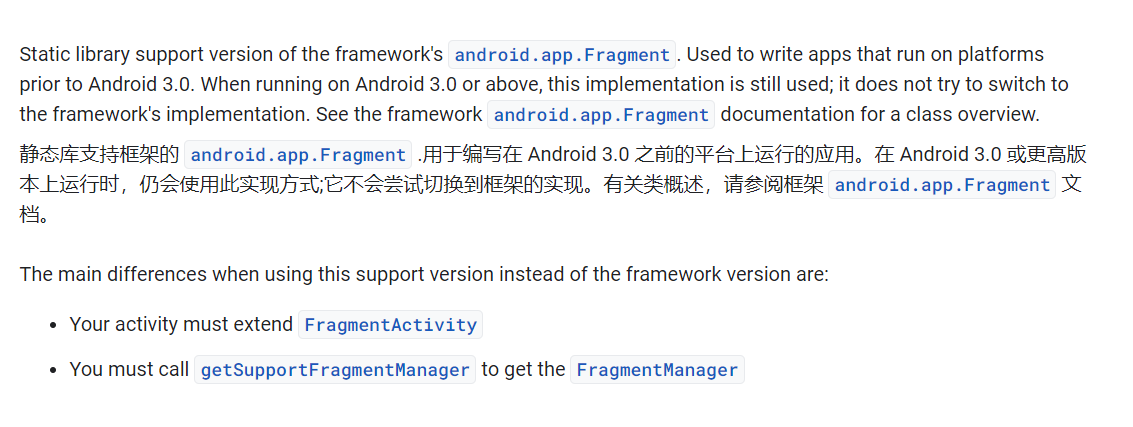 Static library support version of the framework's android.app.Fragment. Used to write apps that run on platforms
prior to Android 3.0. When running on Android 3.0 or above, this implementation is still used; it does not try to switch to
the framework's implementation. See the framework android.app.Fragment documentation for a class overview.
静态库支持框架的 android.app.Fragment .用于编写在 Android 3.0 之前的平台上运行的应用。在 Android 3.0 或更高版
本上运行时，仍会使用此实现方式;它不会尝试切换到框架的实现。有关类概述，请参阅框架 android.app.Fragment 文
档。
The main differences when using this support version instead of the framework version are:
• Your activity must extend FragmentActivity
• You must call getSupportFragmentManager to get the FragmentManager